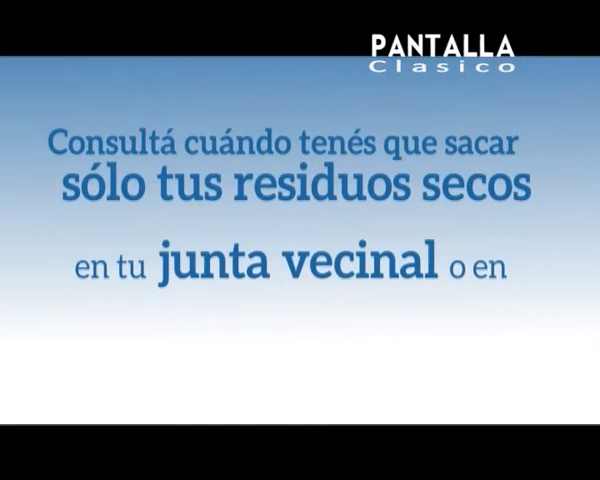 PANTALLA
Clasico
Consultá cuándo tenés que sacar
sólo tus residuos secos
en tu junta vecinal o en